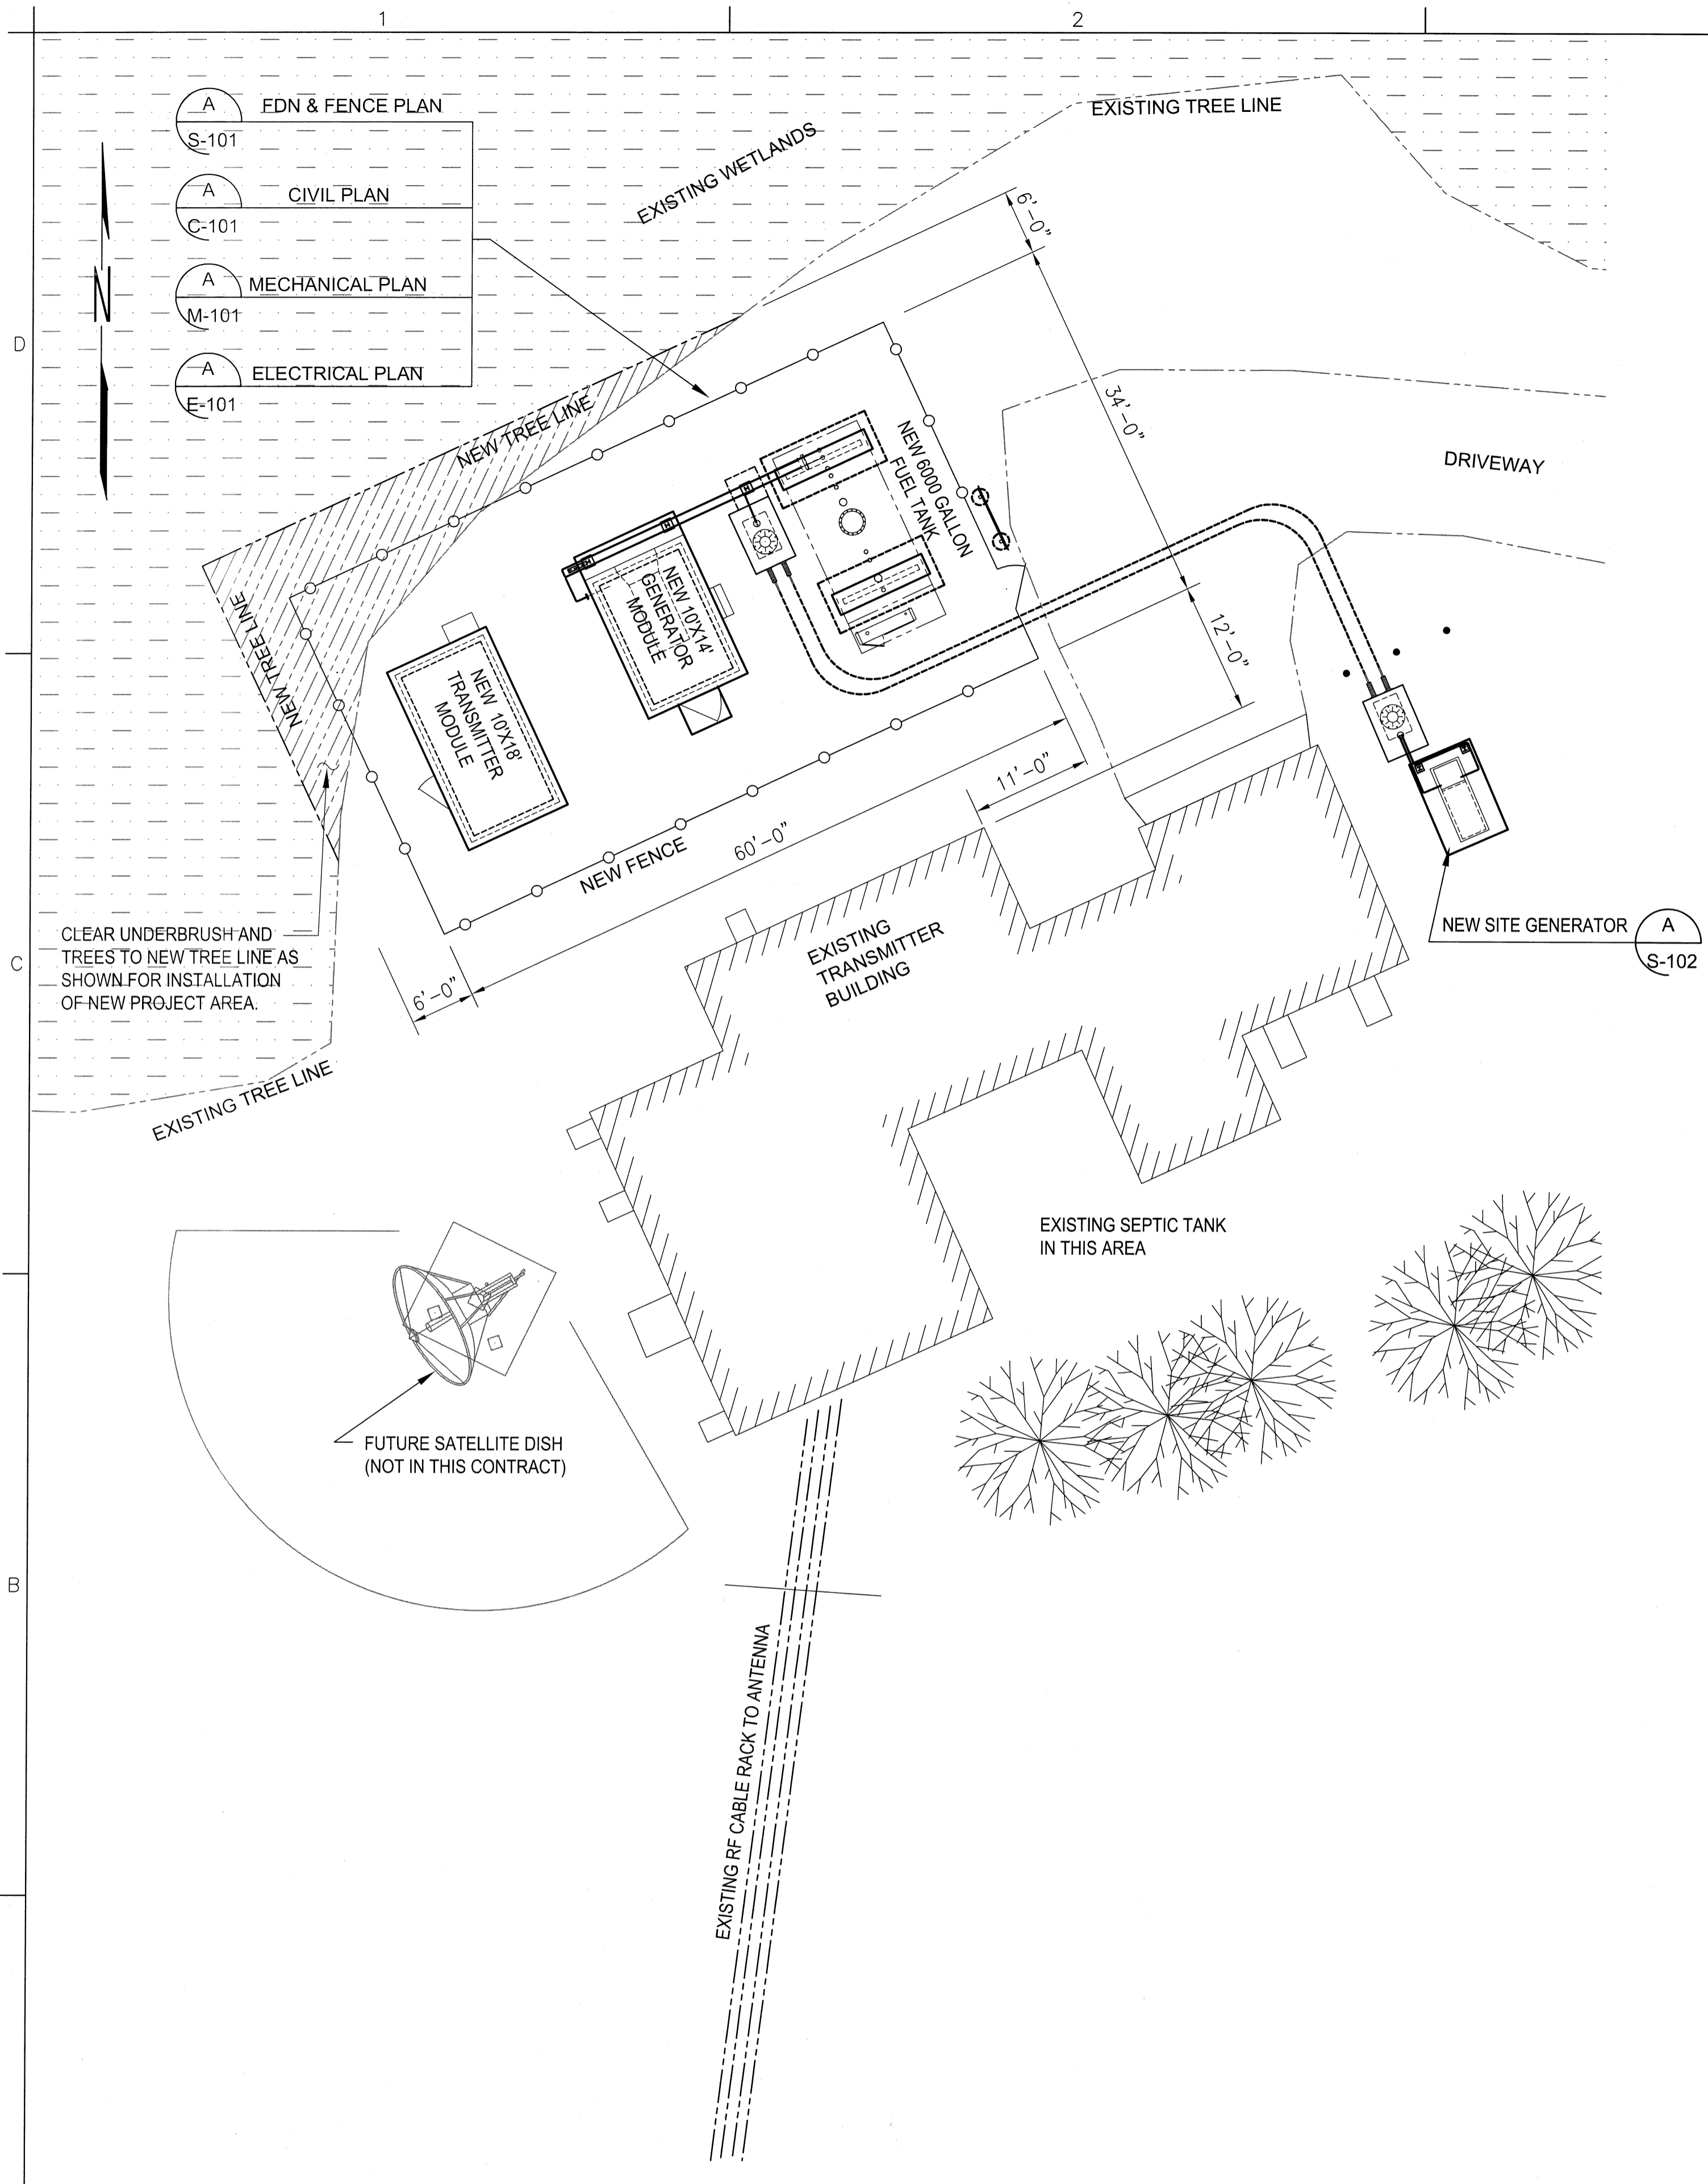 1
2
A
FDN & FENCE PLAN
S-101
A
CIVIL PLAN
C-101
A
MECHANICAL PLAN
M-101
A
ELECTRICAL PLAN
E-101
N
D
EXISTING WETLANDS
EXISTING TREE LINE
6'-0"
34'-0"
DRIVEWAY
NEW TREE LINE
NEW TREE LINE
NEW 6000 GALLON
FUEL TANK
NEW 10'X14'
GENERATOR
MODULE
NEW 10'X18'
TRANSMITTER
MODULE
12'-0"
11'-0"
60'-0"
NEW FENCE
6'-0"
C
CLEAR UNDERBRUSH AND
TREES TO NEW TREE LINE AS
SHOWN FOR INSTALLATION
OF NEW PROJECT AREA.
EXISTING
TRANSMITTER
BUILDING
NEW SITE GENERATOR
A
S-102
EXISTING TREE LINE
EXISTING SEPTIC TANK
IN THIS AREA
FUTURE SATELLITE DISH
(NOT IN THIS CONTRACT)
B
EXISTING RF CABLE RACK TO ANTENNA